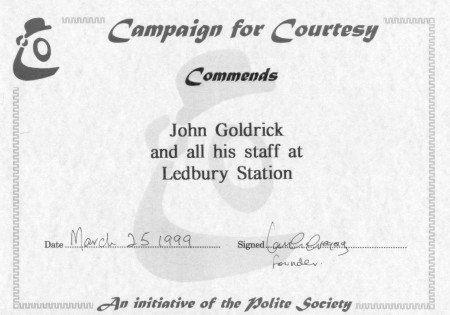 Campaign for Courtesy
Commends
John Goldrick
and all his staff at
Ledbury Station
Date March 25 1999 Signed
founder
An initiative of the Polite Society